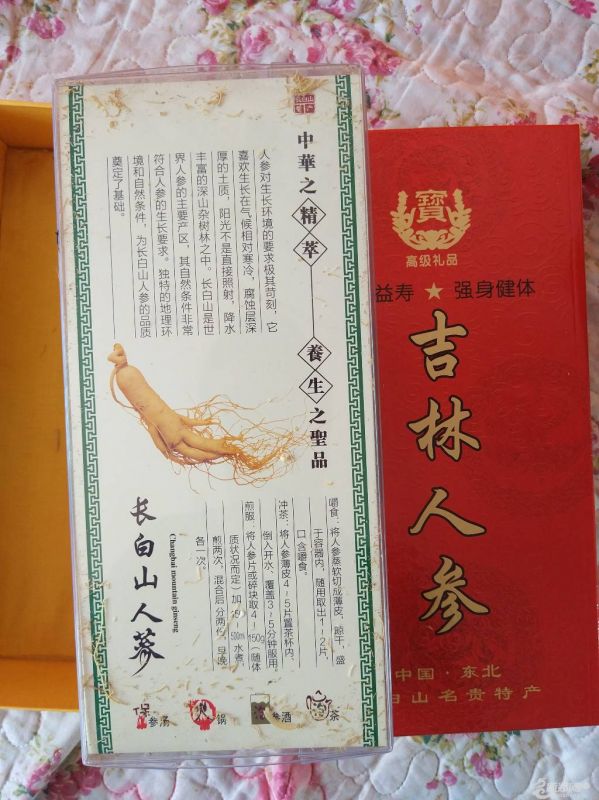 中華之精萃
養生之聖品
人参对生长环境的要求极其苛刻,它
喜欢生长在气候相对寒冷,腐蚀层深
厚的土质,阳光不是直接照射,降水
丰富的深山杂树林之中。长白山是世
界人参的主要产区,其自然条件非常
符合人参的生长要求。独特的地理环
境和自然条件,为长白山人参的品质
奠定了基础。
嚼食:将人参蒸软切成薄皮,晾干,盛
于容器内,随用取出1~2片,
口含嚼食。
冲茶:将人参薄皮4~5片置茶杯内,
倒入开水、覆盖3~5分钟服用。
煎服:将人参片或碎块取4
150g(随体
质状况而定)加
500ml水煮,
煎两次,混合后分两份,早晚
各一次。
长白山人蔘
Changbai mountain ginseng
保参汤
锅
酒
茶
寶
高级礼品
益寿★强身健体
吉林人参
中国·东北
白山名贵特产